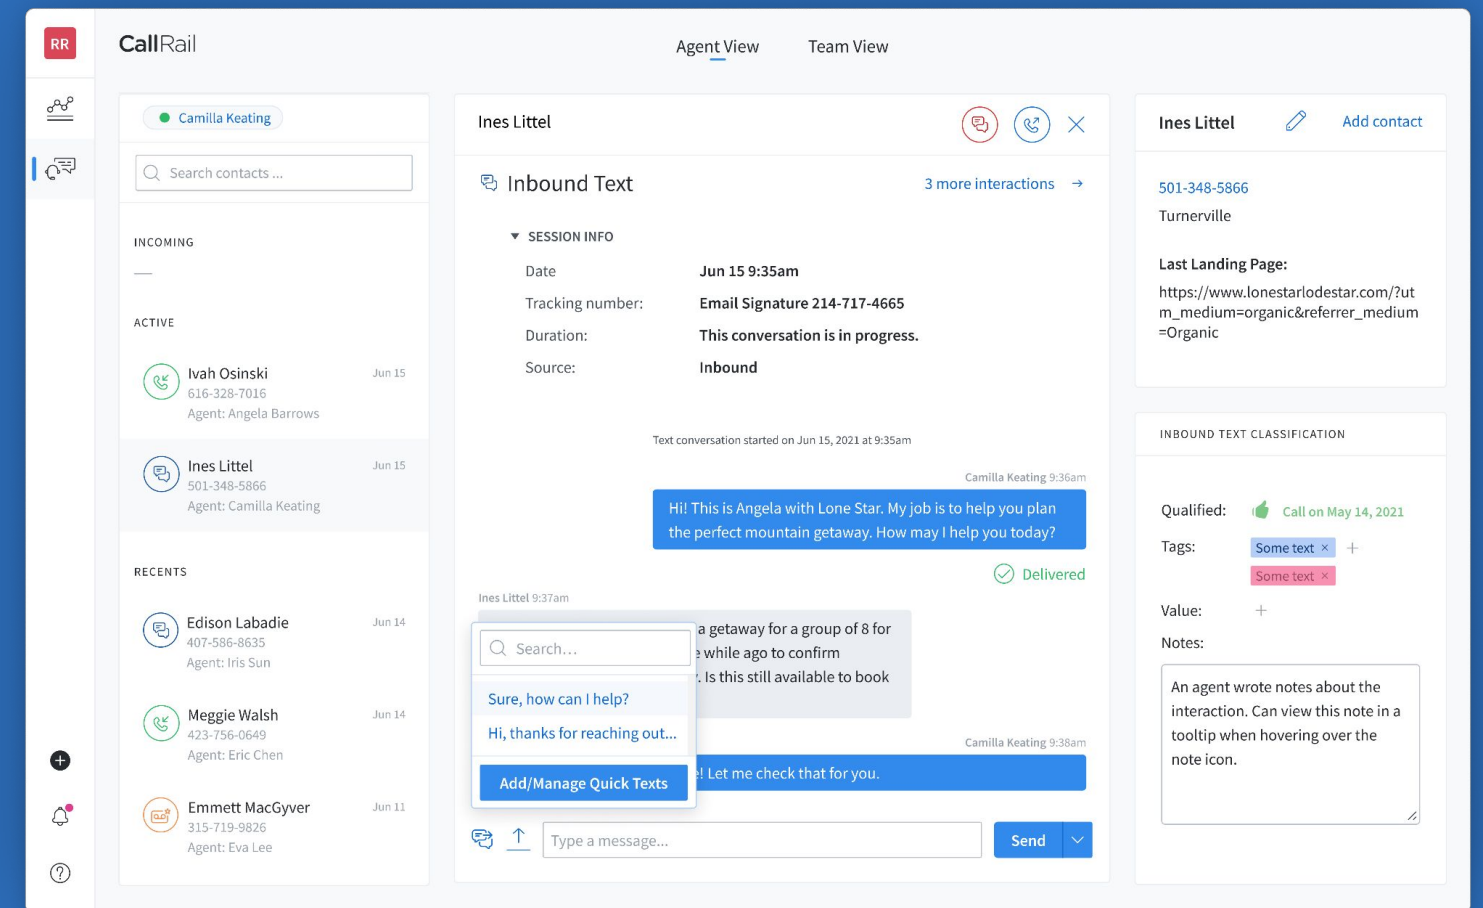 RR
CallRail
Agent View
Team View
Camilla Keating
Search contacts ...
INCOMING
—
ACTIVE
Ivah Osinski
Jun 15
616-328-7016
Agent: Angela Barrows
Ines Littel
Jun 15
501-348-5866
Agent: Camilla Keating
RECENTS
Edison Labadie
Jun 14
407-586-8635
Agent: Iris Sun
Meggie Walsh
Jun 14
423-756-0649
Agent: Eric Chen
Emmett MacGyver
Jun 11
315-719-9826
Agent: Eva Lee
Ines Littel
Inbound Text
3 more interactions →
SESSION INFO
Date
Jun 15 9:35am
Tracking number:
Email Signature 214-717-4665
Duration:
This conversation is in progress.
Source:
Inbound
Text conversation started on Jun 15, 2021 at 9:35am
Camilla Keating 9:36am
Hi! This is Angela with Lone Star. My job is to help you plan
the perfect mountain getaway. How may I help you today?
Delivered
Ines Littel 9:37am
a getaway for a group of 8 for
while ago to confirm
. Is this still available to book
Search...
Sure, how can I help?
Hi, thanks for reaching out...
Add/Manage Quick Texts
Camilla Keating 9:38am
! Let me check that for you.
Type a message...
Send
Ines Littel
Add contact
501-348-5866
Turnerville
Last Landing Page:
https://www.lonestarlodestar.com/?ut
m_medium=organic&referrer_medium
=Organic
INBOUND TEXT CLASSIFICATION
Qualified:
Call on May 14, 2021
Tags:
Some text ×
+
Some text ×
Value:
+
Notes:
An agent wrote notes about the
interaction. Can view this note in a
tooltip when hovering over the
note icon.